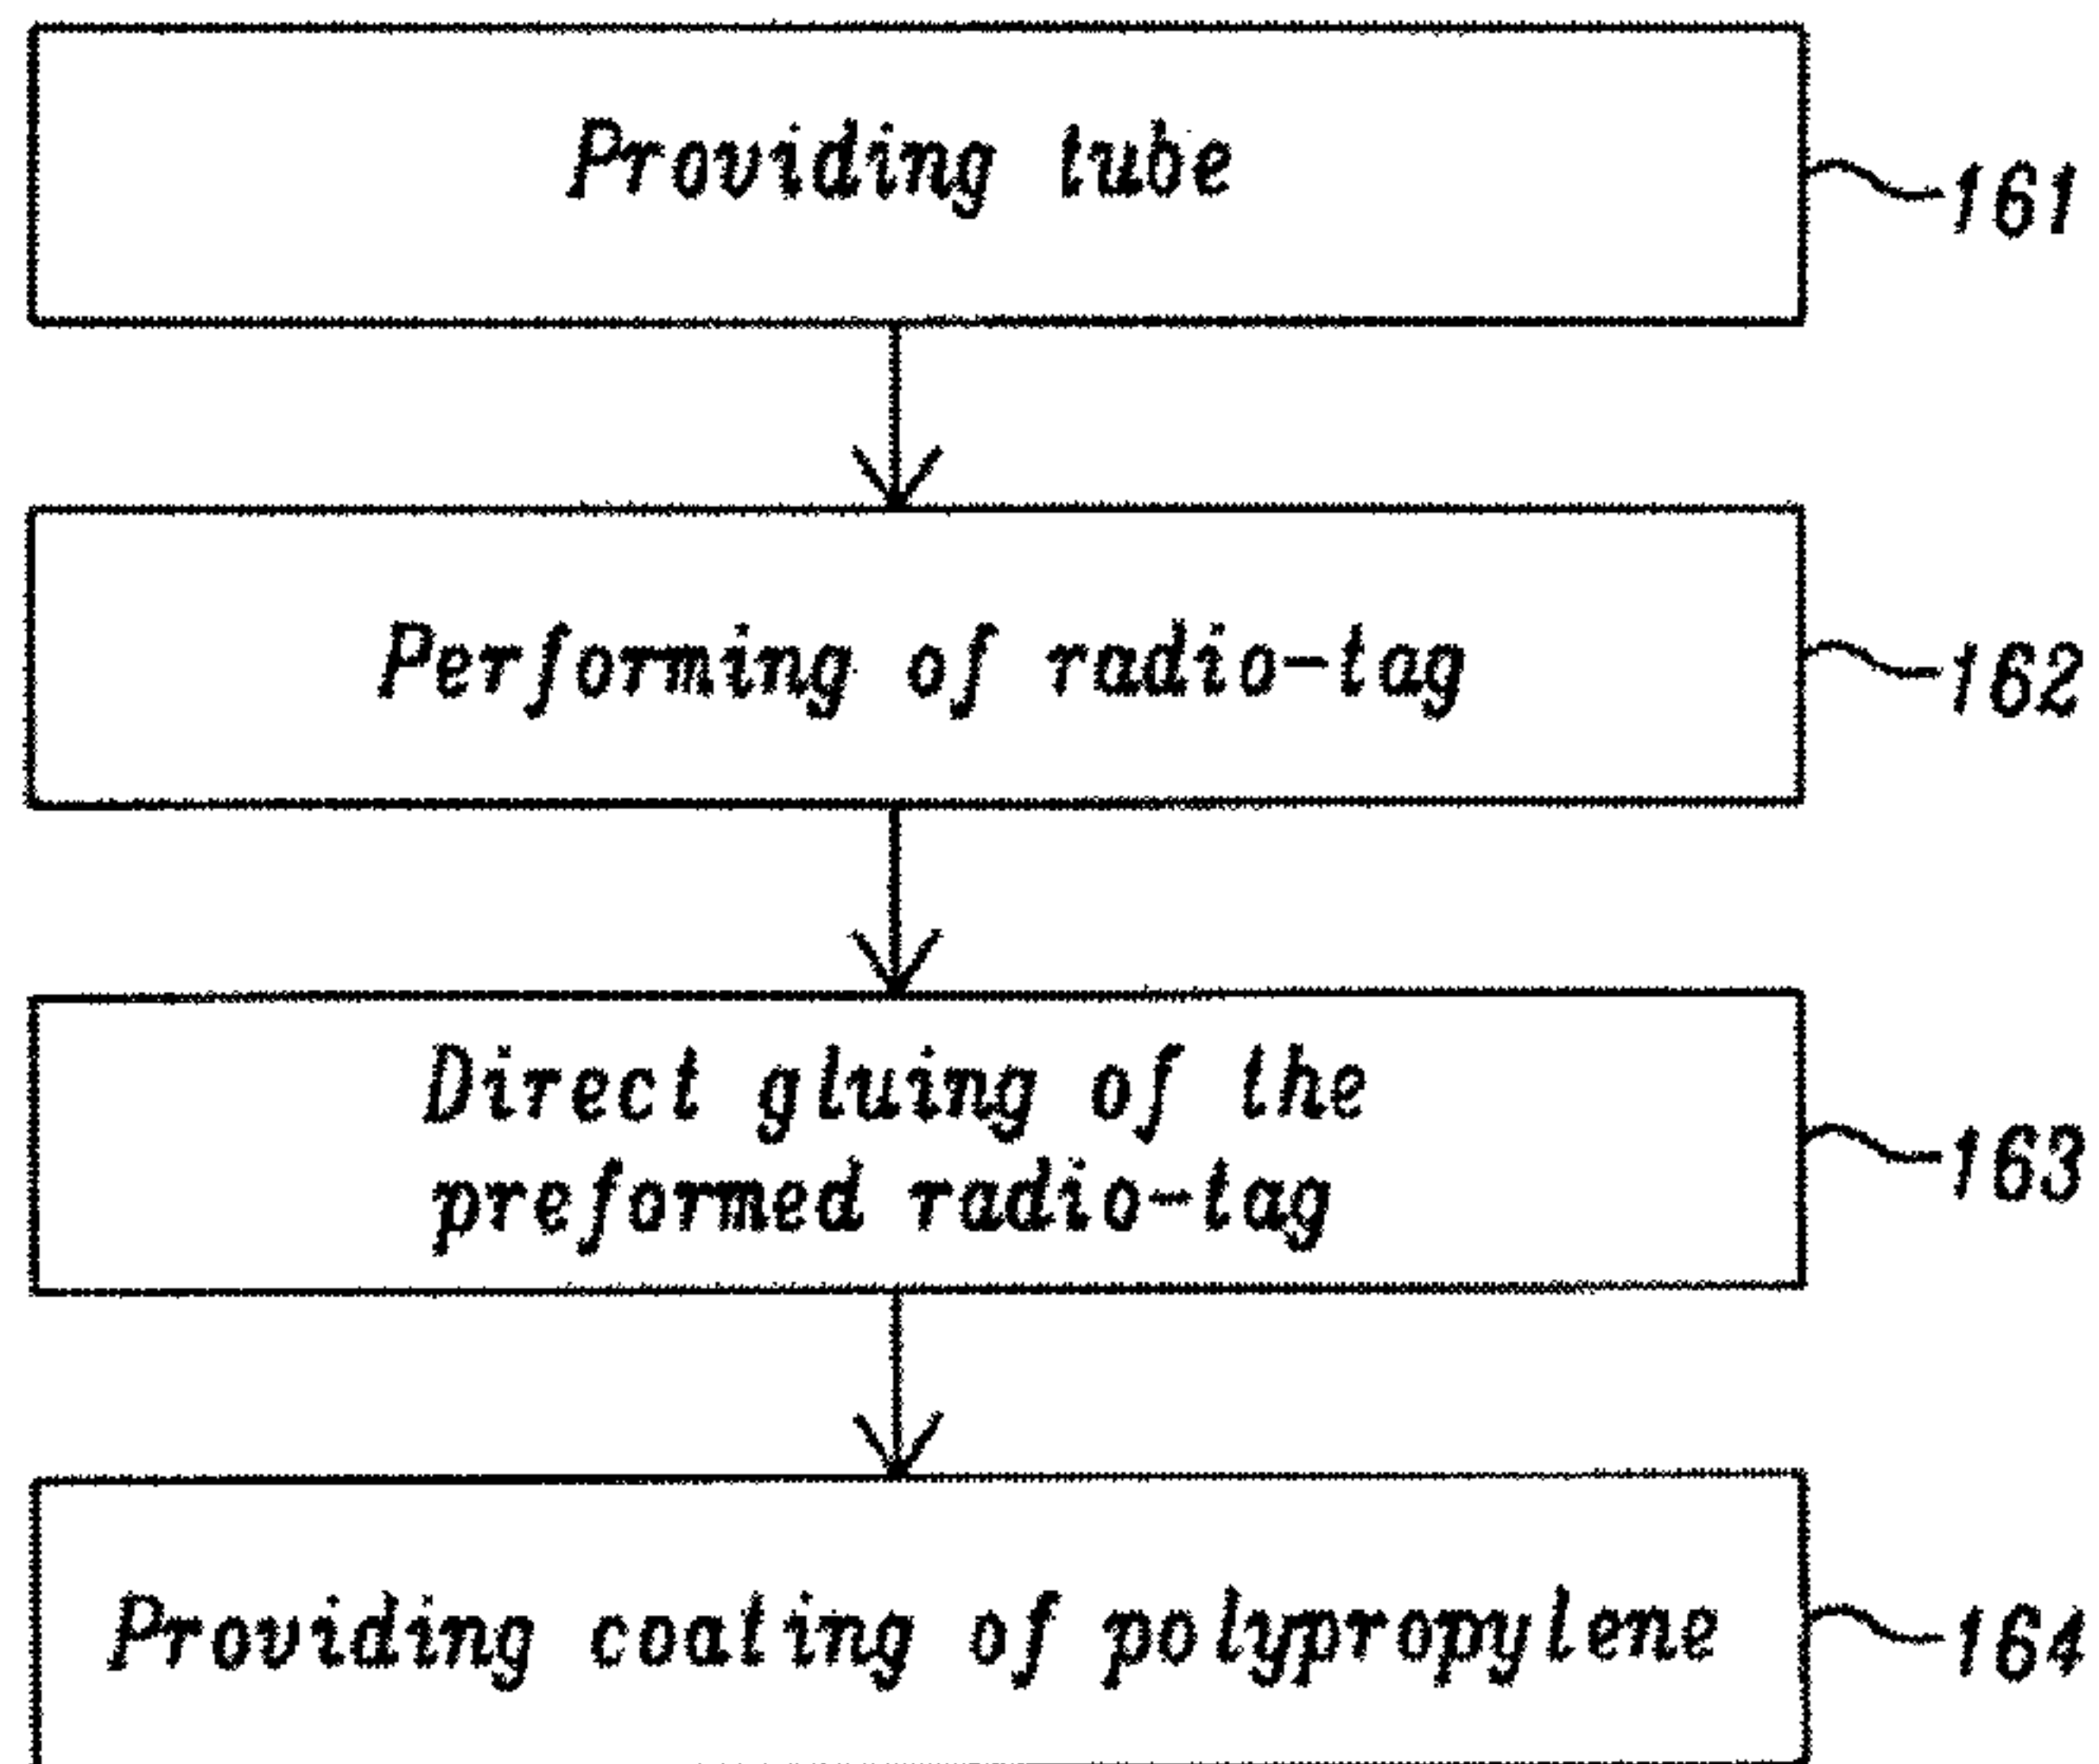 Providing tube
161
Performing of radio-tag
162
Direct gluing of the
preformed radio-tag
163
Providing coating of polypropylene
164